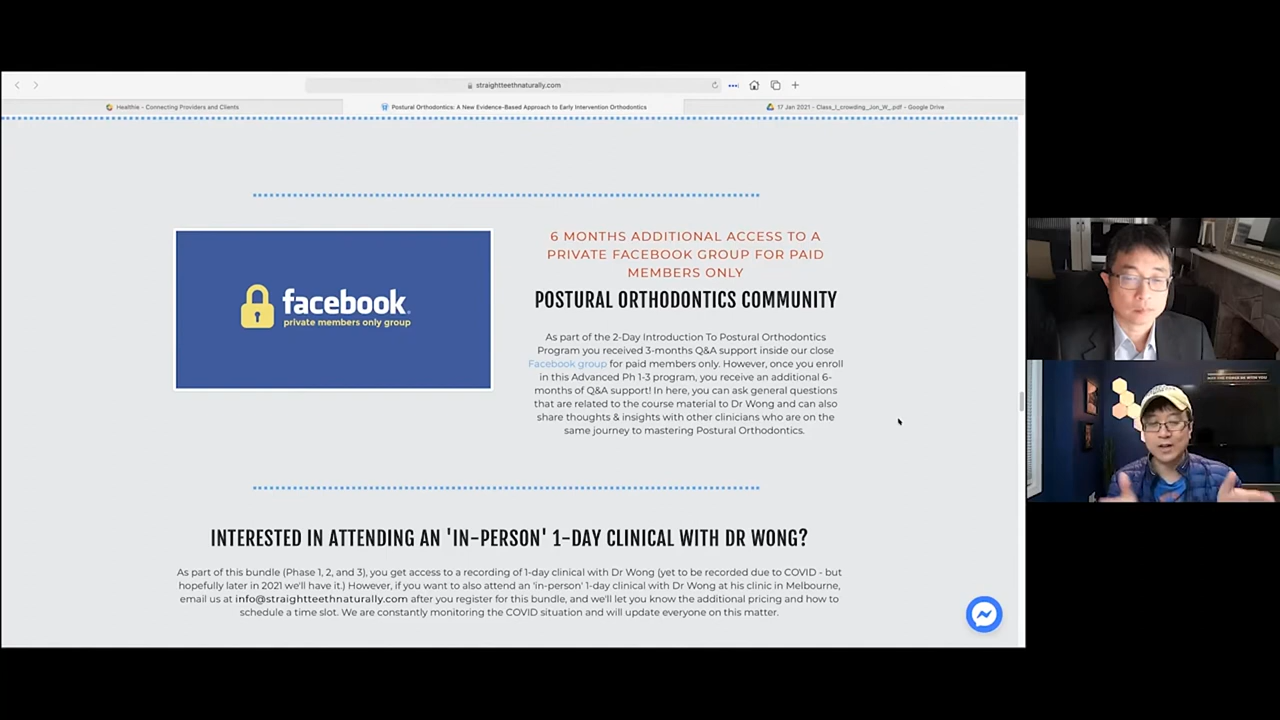 straightteethnaturally.com
Healthie - Connecting Providers and Clients
Postural Orthodontics: A New Evidence-Based Approach to Early Intervention Orthodontics
17 Jan 2021 - Class_I_crowding_Jun_W_.pdf - Google Drive
facebook
private members only group
6 MONTHS ADDITIONAL ACCESS TO A
PRIVATE FACEBOOK GROUP FOR PAID
MEMBERS ONLY
POSTURAL ORTHODONTICS COMMUNITY
As part of the 2-Day Introduction To Postural Orthodontics
Program you received 3-months Q&A support inside our close
Facebook group for paid members only. However, once you enroll
in this Advanced Ph 1-3 program, you receive an additional 6-
months of Q&A support! In here, you can ask general questions
that are related to the course material to Dr Wong and can also
share thoughts & insights with other clinicians who are on the
same journey to mastering Postural Orthodontics.
INTERESTED IN ATTENDING AN 'IN-PERSON' 1-DAY CLINICAL WITH DR WONG?
As part of this bundle (Phase 1, 2, and 3), you get access to a recording of 1-day clinical with Dr Wong (yet to be recorded due to COVID - but
hopefully later in 2021 we'll have it.) However, if you want to also attend an 'in-person' 1-day clinical with Dr Wong at his clinic in Melbourne,
email us at info@straightteethnaturally.com after you register for this bundle, and we'll let you know the additional pricing and how to
schedule a time slot. We are constantly monitoring the COVID situation and will update everyone on this matter.